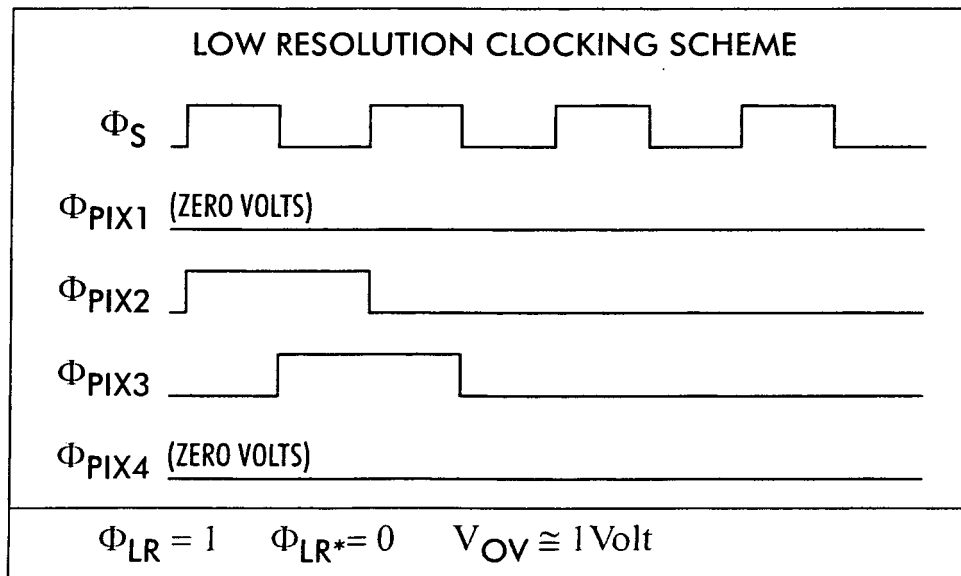 LOW RESOLUTION CLOCKING SCHEME
ΦS
ΦPIX1 (ZERO VOLTS)
ΦPIX2
ΦPIX3
ΦPIX4 (ZERO VOLTS)
ΦLR = 1 ΦLR*= 0 VOV ≅ 1 Volt